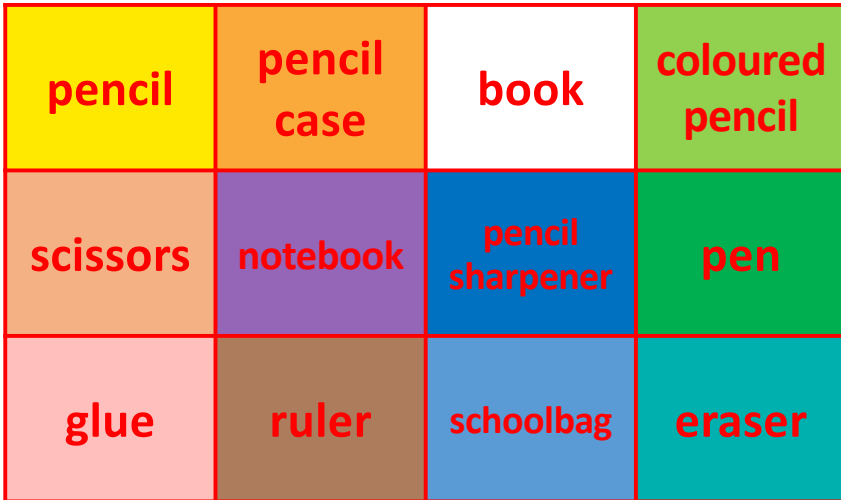 pencil
pencil
case
book
coloured
pencil
scissors
notebook
pencil
sharpener
pen
glue
ruler
schoolbag
eraser